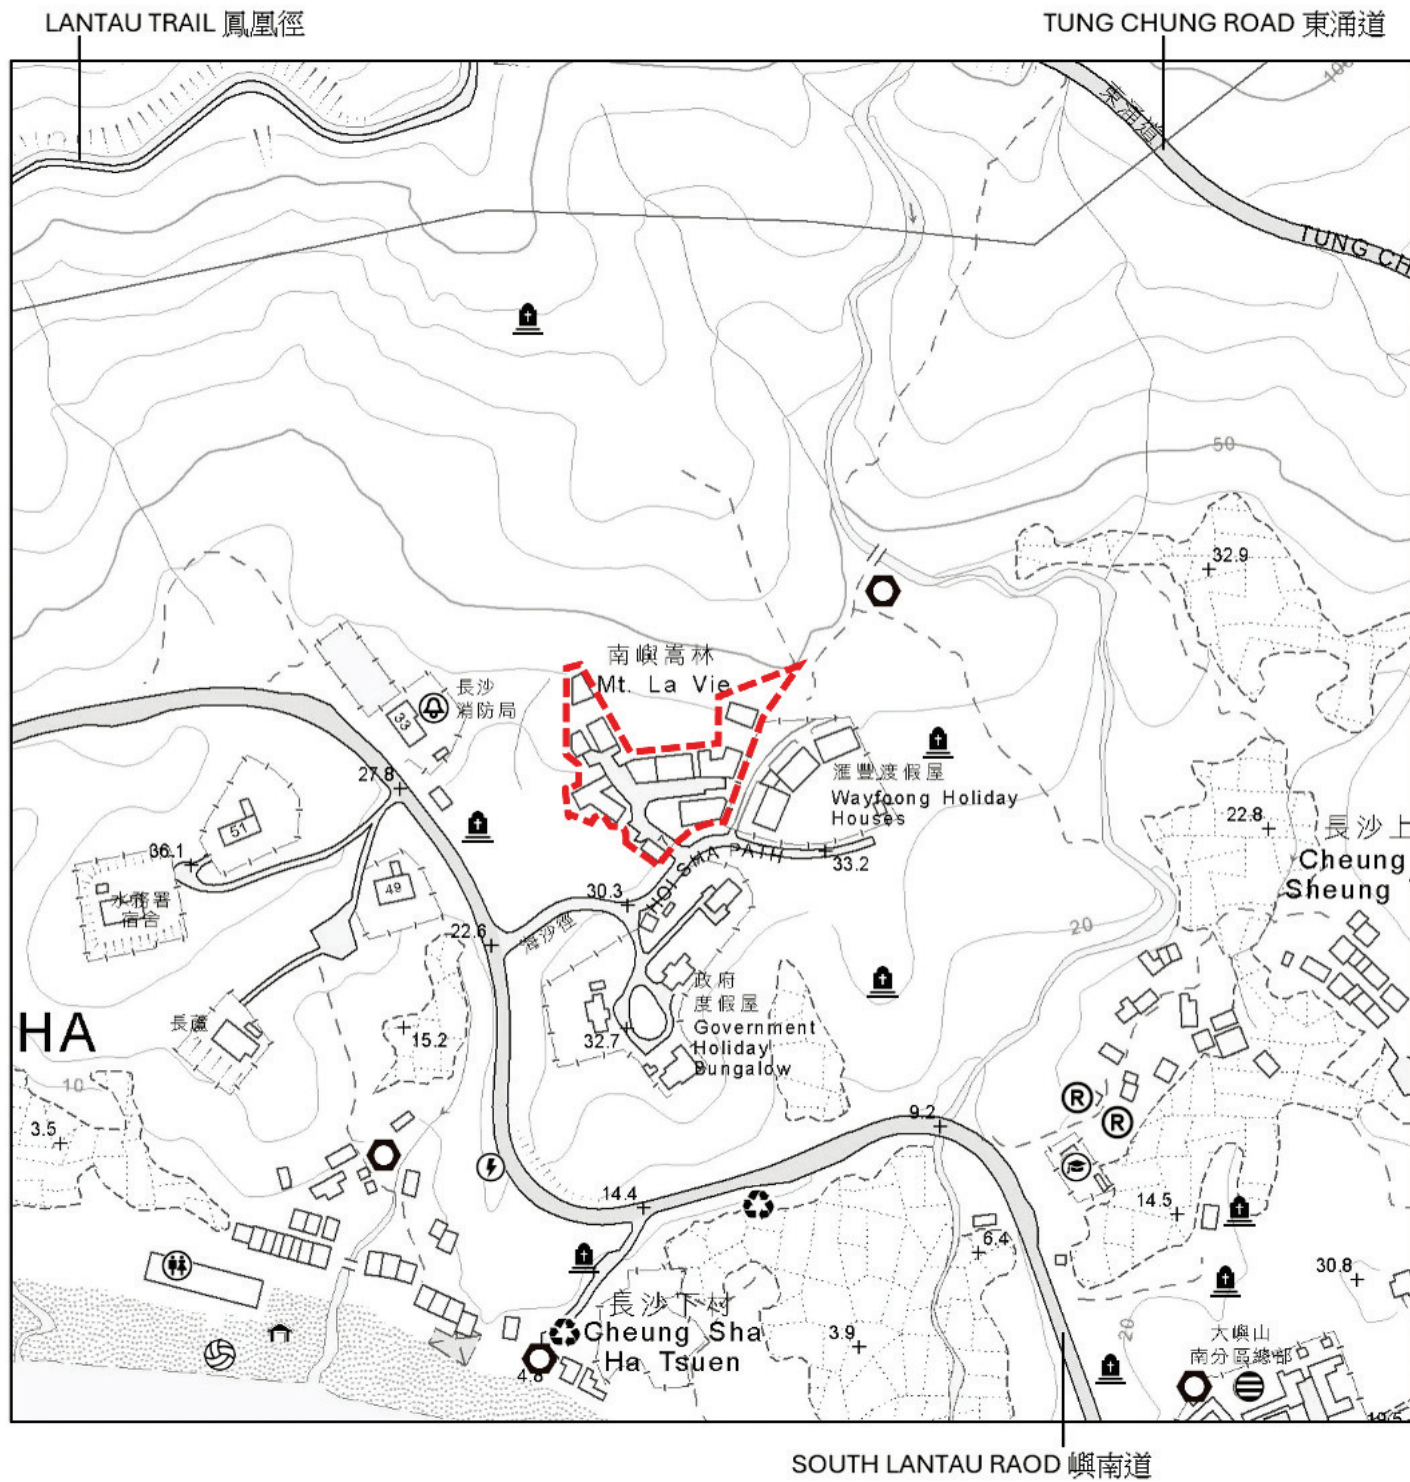 LANTAU TRAIL 鳳凰徑
TUNG CHUNG ROAD 東涌道
100
東涌道
TUNG CH
50
32.9
南嶼嵩林
Mt. La Vie
長沙
消防局
33
27.8
滙豐渡假屋
Wayfoong Holiday
Houses
51
36.1
水務署
宿舍
49
22.8
長沙上
Cheung
Sheung
33.2
HOI SHA PATH
30.3
海沙徑
22.6
20
政府
度假屋
Government
Holiday
Bungalow
32.7
長蘆
15.2
HA
10
3.5
9.2
R
R
14.4
14.5
6.4
30.8
長沙下村
Cheung Sha
Ha Tsuen
4.8
3.9
20
大嶼山
南分區總部
19.5
SOUTH LANTAU RAOD 嶼南道